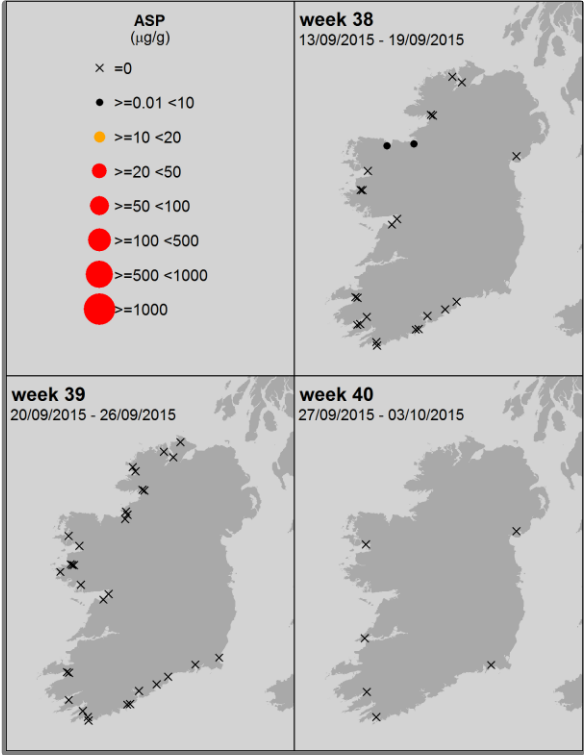 ASP
(µg/g)
=0
>=0.01 <10
>=10 <20
>=20 <50
>=50 <100
>=100 <500
>=500 <1000
>=1000
week 38
13/09/2015 - 19/09/2015
week 39
20/09/2015 - 26/09/2015
week 40
27/09/2015 - 03/10/2015